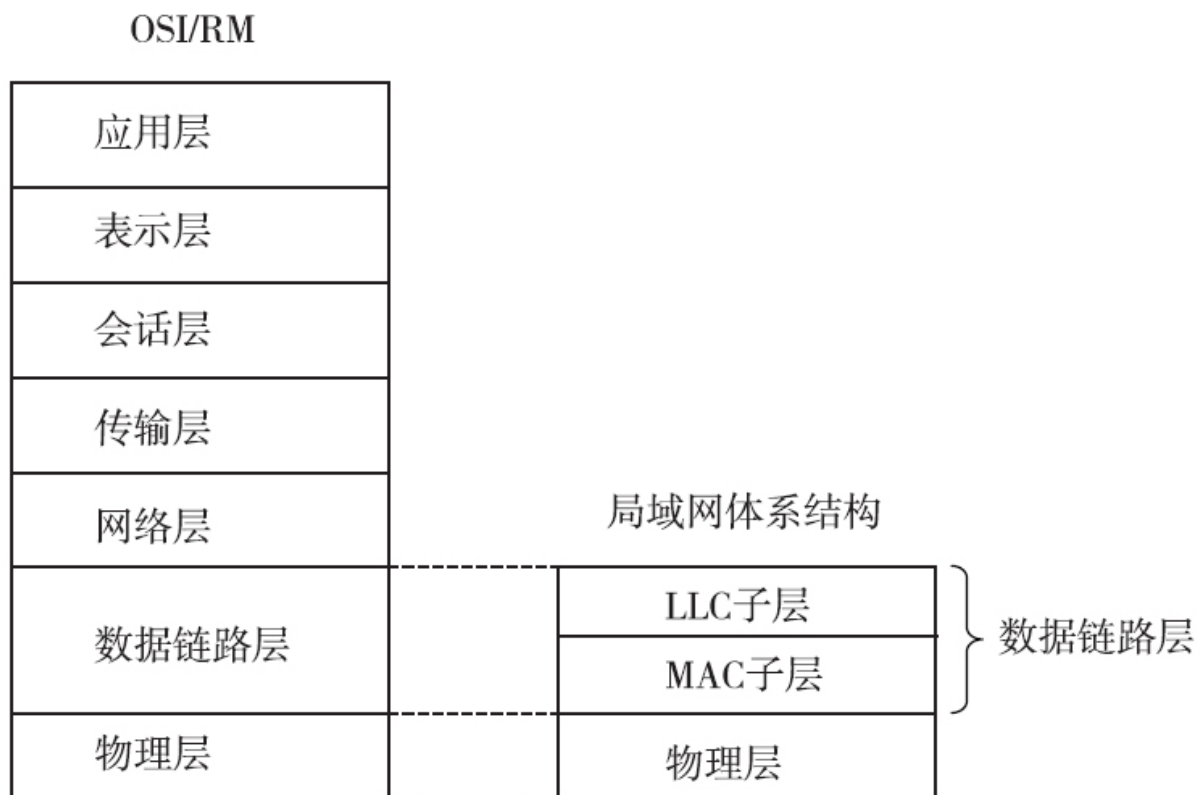 OSI/RM
应用层
表示层
会话层
传输层
网络层
数据链路层
物理层
局域网体系结构
LLC子层
MAC子层
物理层
数据链路层